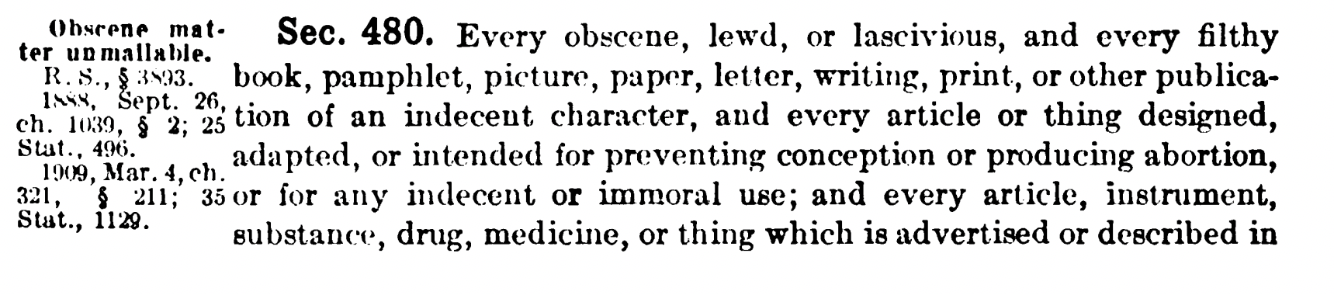 Obscene mat-
ter unmailable.
R. S., § 3893.
1888, Sept. 26,
ch. 1039, § 2; 25
Stat., 496.
1909, Mar. 4, ch.
321, § 211; 35
Stat., 1129.
Sec. 480. Every obscene, lewd, or lascivious, and every filthy
book, pamphlet, picture, paper, letter, writing, print, or other publica-
tion of an indecent character, and every article or thing designed,
adapted, or intended for preventing conception or producing abortion,
or for any indecent or immoral use; and every article, instrument,
substance, drug, medicine, or thing which is advertised or described in